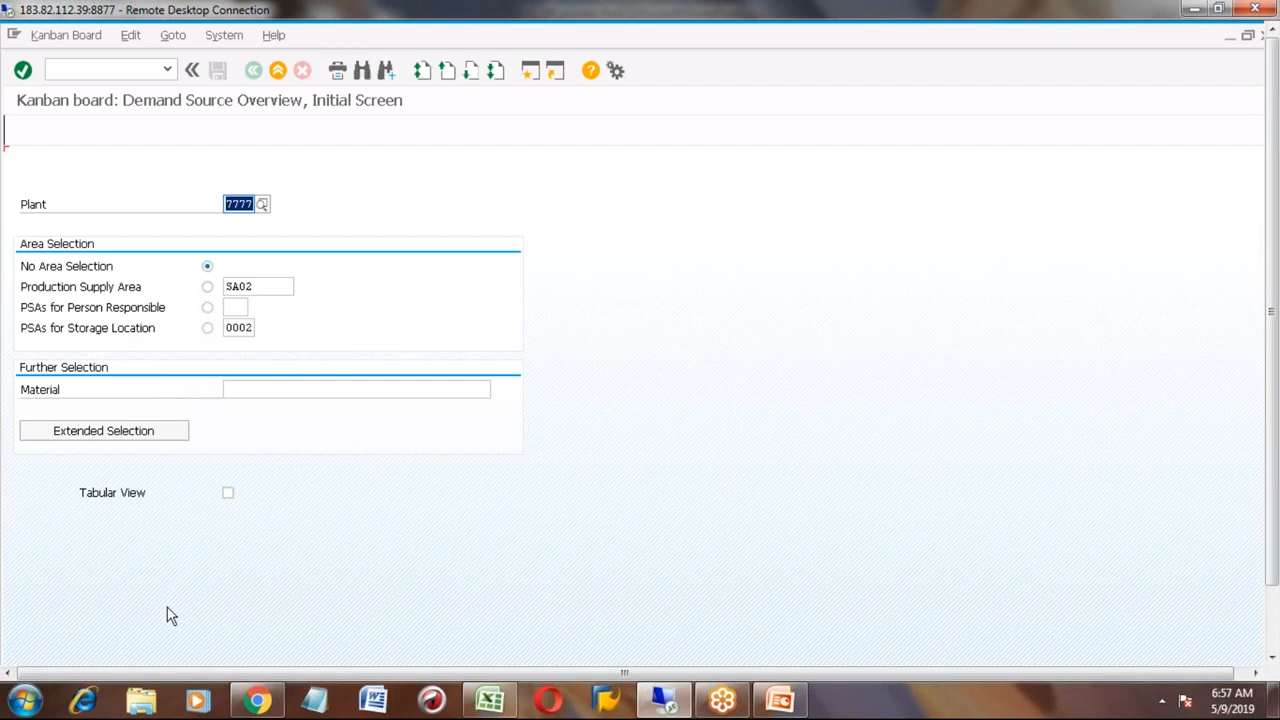 183.82.112.39:8877 - Remote Desktop Connection
Kanban Board Edit Goto System Help
Kanban board: Demand Source Overview, Initial Screen
Plant 7777
Area Selection
No Area Selection
Production Supply Area SA02
PSAs for Person Responsible
PSAs for Storage Location 0002
Further Selection
Material
Extended Selection
Tabular View
6:57 AM
5/9/2019